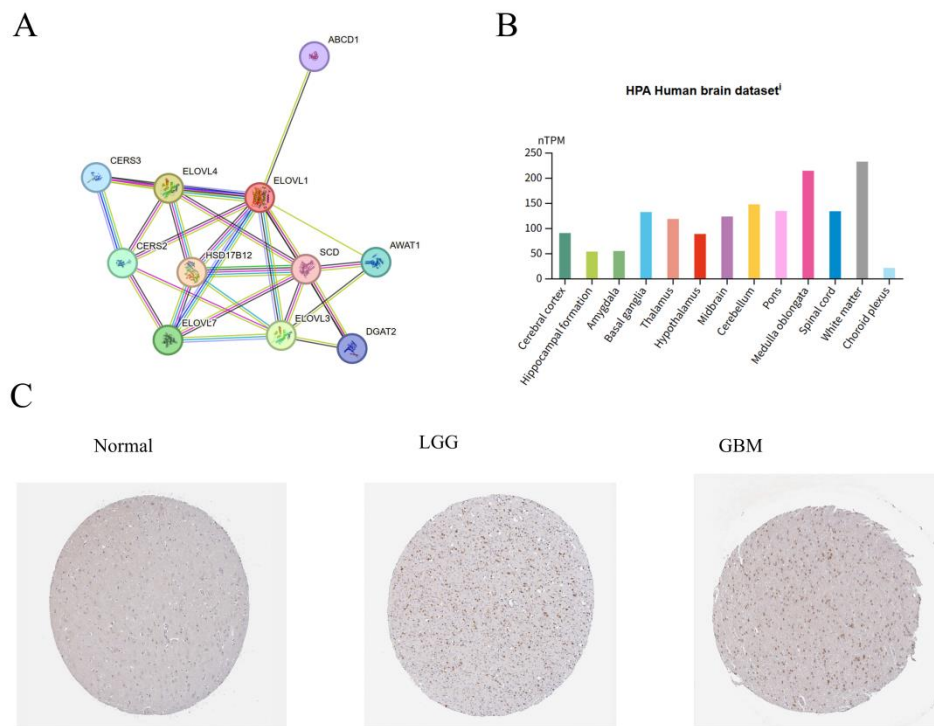 A
ABCD1
CERS3
ELOVL4
ELOVL1
CERS2
HSD17B12
SCD
AWAT1
ELOVL7
ELOVL3
DGAT2
B
HPA Human brain datasetⁱ
nTPM
250
200
150
100
50
0
Cerebral cortex
Hippocampal formation
Amygdala
Basal ganglia
Thalamus
Hypothalamus
Midbrain
Cerebellum
Pons
Medulla oblongata
Spinal cord
White matter
Choroid plexus
C
Normal
LGG
GBM